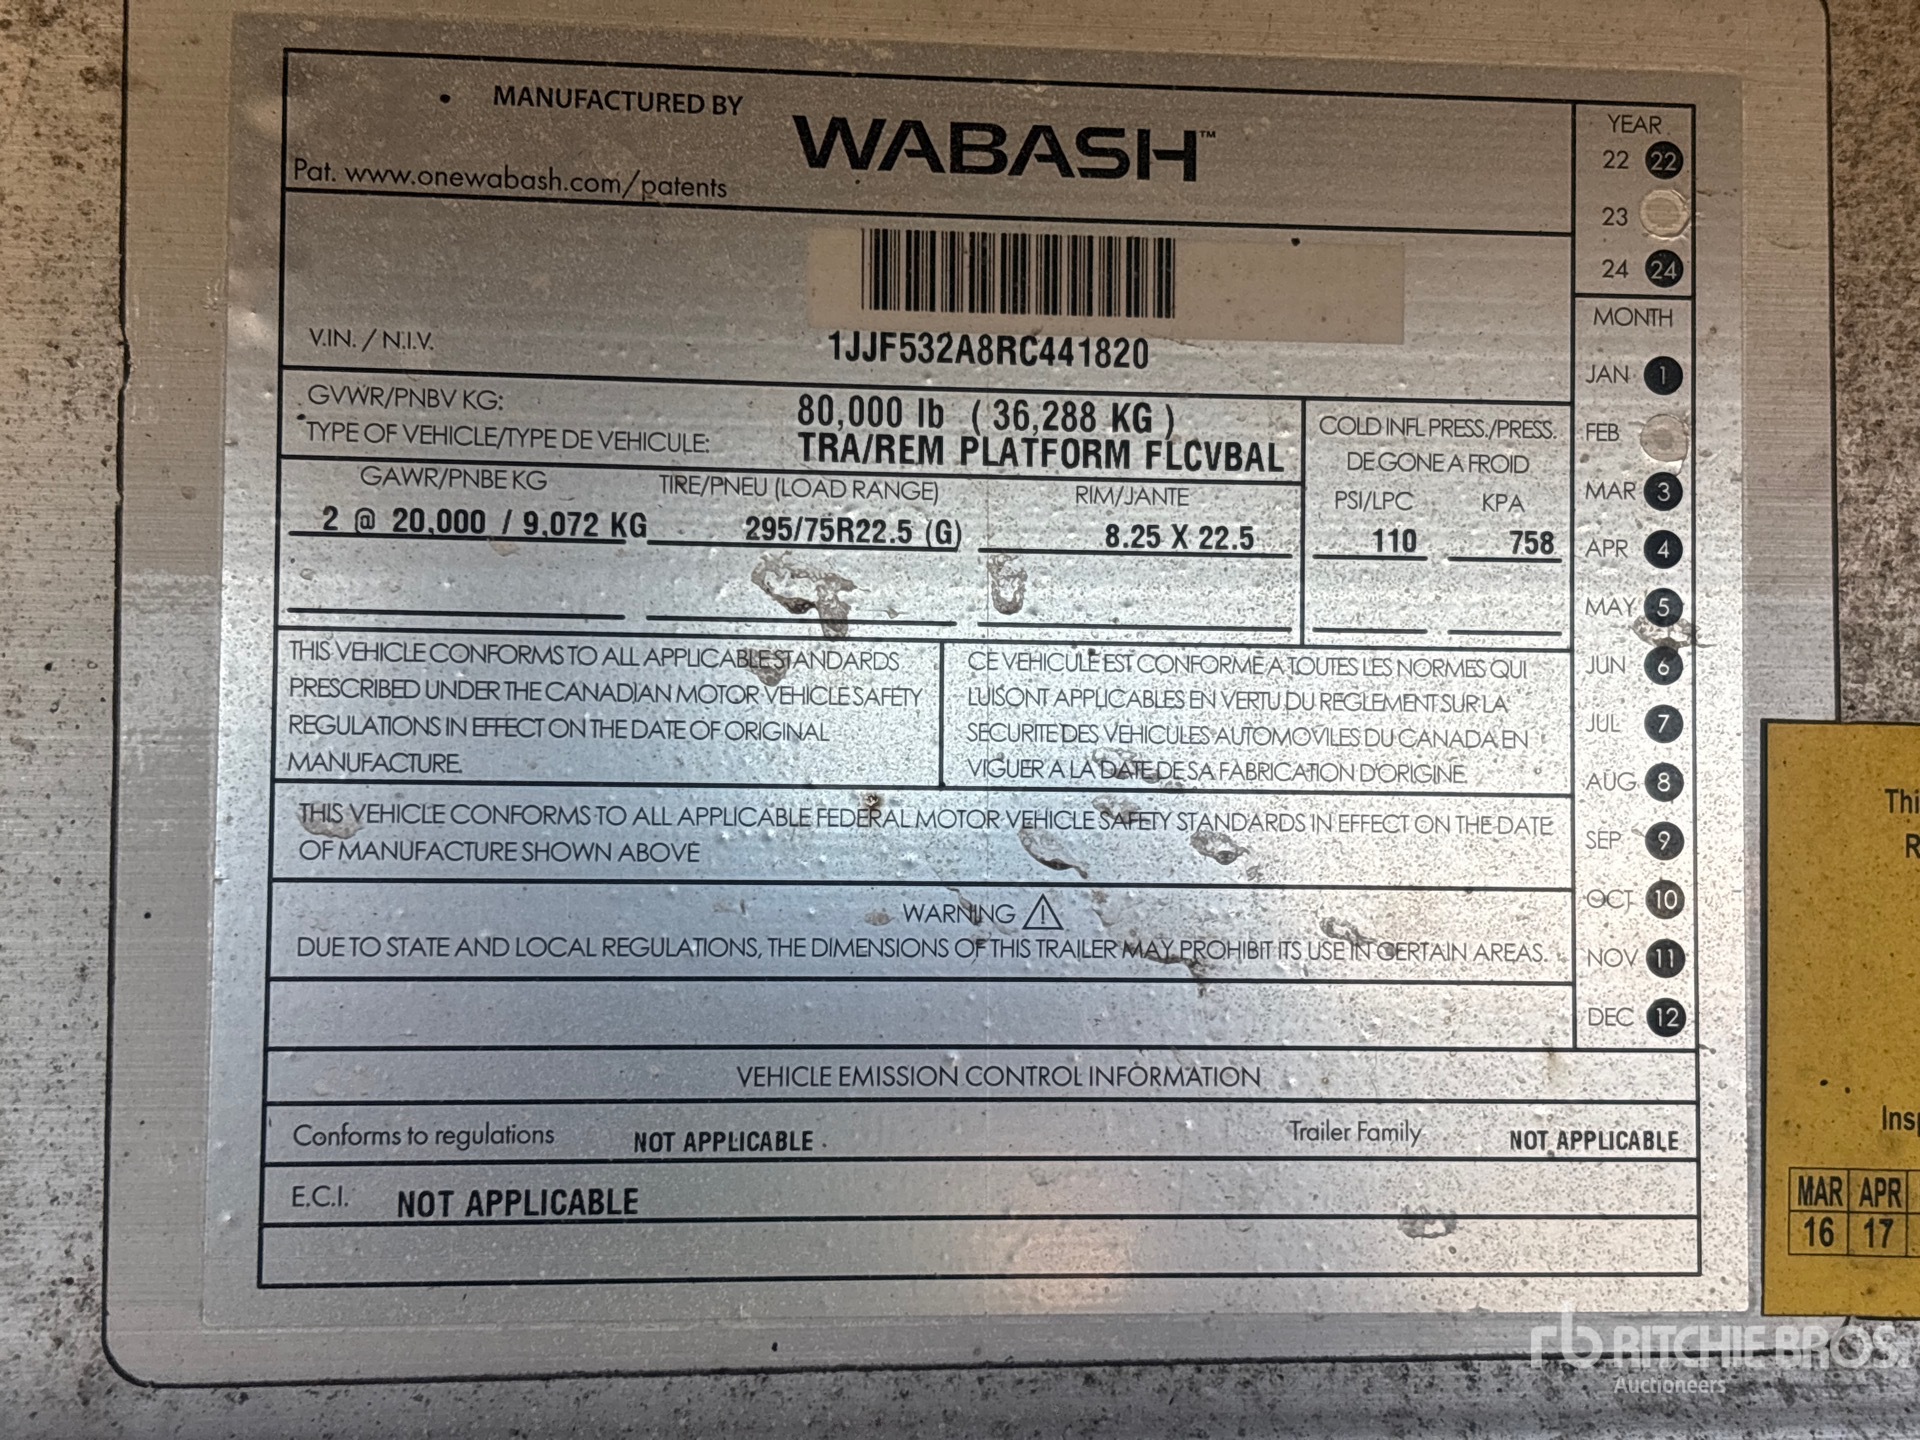 MANUFACTURED BY
WABASH™
Pat. www.onewabash.com/patents
YEAR
22 22
23
24 24
MONTH
JAN 1
FEB
MAR 3
APR 4
MAY 5
JUN 6
JUL 7
AUG 8
SEP 9
OCT 10
NOV 11
DEC 12
V.IN. / N.I.V.
1JJF532A8RC441820
GVWR/PNBV KG:
80,000 lb ( 36,288 KG )
TYPE OF VEHICLE/TYPE DE VEHICULE:
TRA/REM PLATFORM FLCVBAL
COLD INFL PRESS./PRESS.
DE GONE A FROID
GAWR/PNBE KG TIRE/PNEU (LOAD RANGE) RIM/JANTE PSI/LPC KPA
2 @ 20,000 / 9,072 KG 295/75R22.5 (G) 8.25 X 22.5 110 758
THIS VEHICLE CONFORMS TO ALL APPLICABLE STANDARDS
PRESCRIBED UNDER THE CANADIAN MOTOR VEHICLE SAFETY
REGULATIONS IN EFFECT ON THE DATE OF ORIGINAL
MANUFACTURE.
CE VEHICULE EST CONFORME A TOUTES LES NORMES QUI
LUISONT APPLICABLES EN VERTU DU REGLEMENT SUR LA
SECURITE DES VEHICULES AUTOMOVILES DU CANADA EN
VIGUER A LA DATE DE SA FABRICATION D'ORIGINE
THIS VEHICLE CONFORMS TO ALL APPLICABLE FEDERAL MOTOR VEHICLE SAFETY STANDARDS IN EFFECT ON THE DATE
OF MANUFACTURE SHOWN ABOVE
WARNING
DUE TO STATE AND LOCAL REGULATIONS, THE DIMENSIONS OF THIS TRAILER MAY PROHIBIT ITS USE IN CERTAIN AREAS.
VEHICLE EMISSION CONTROL INFORMATION
Conforms to regulations NOT APPLICABLE Trailer Family NOT APPLICABLE
E.C.I. NOT APPLICABLE
MAR APR
16 17
rb RITCHIE BROS.
Auctioneers